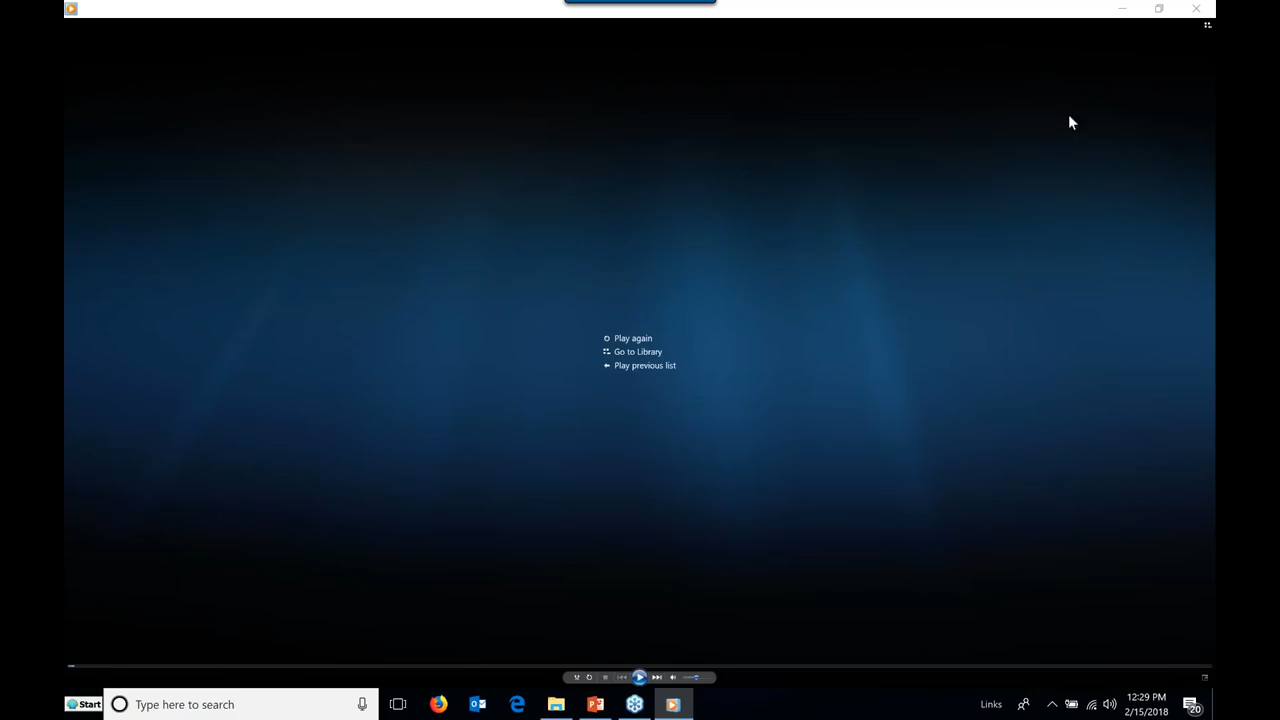 Play again
Go to Library
Play previous list
Start
Type here to search
Links
12:29 PM
2/15/2018
20